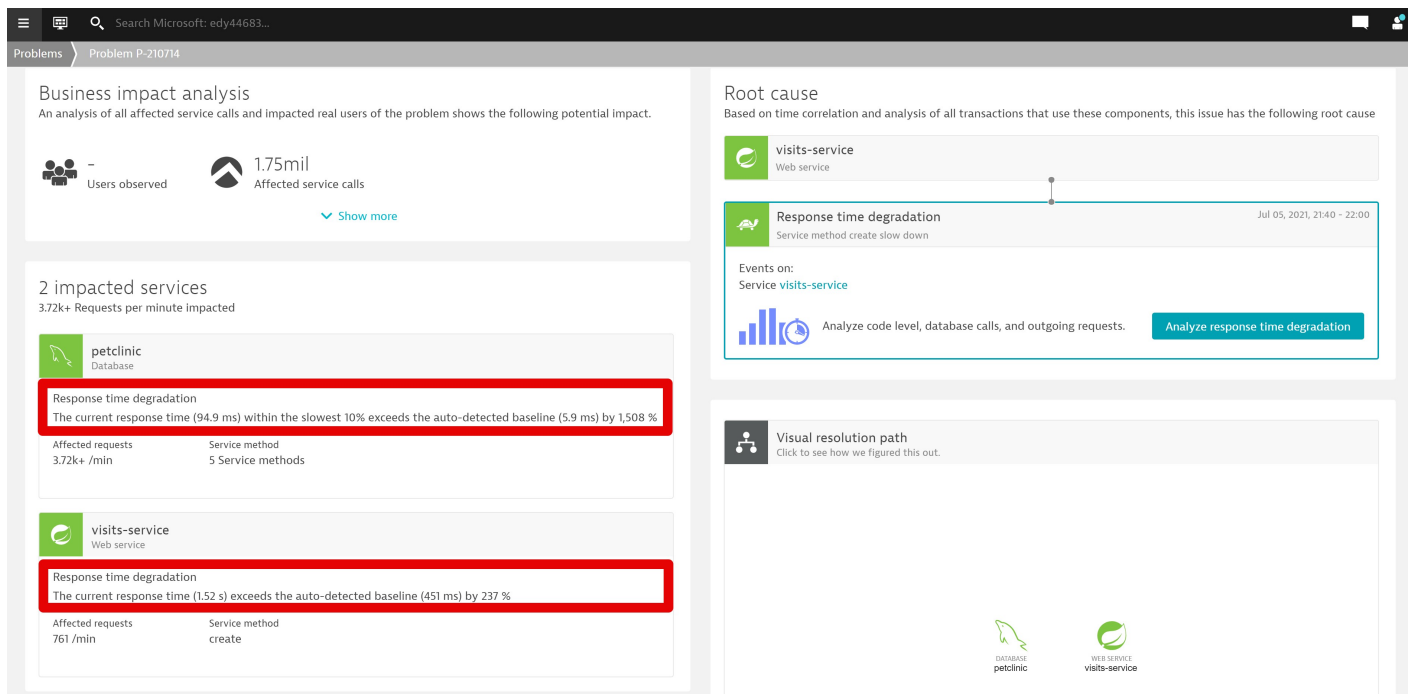 Search Microsoft: edy44683...
Problems
Problem P-210714
Business impact analysis
An analysis of all affected service calls and impacted real users of the problem shows the following potential impact.
-
Users observed
1.75mil
Affected service calls
Show more
2 impacted services
3.72k+ Requests per minute impacted
petclinic
Database
Response time degradation
The current response time (94.9 ms) within the slowest 10% exceeds the auto-detected baseline (5.9 ms) by 1,508 %
Affected requests
Service method
3.72k+ /min
5 Service methods
visits-service
Web service
Response time degradation
The current response time (1.52 s) exceeds the auto-detected baseline (451 ms) by 237 %
Affected requests
Service method
761 /min
create
Root cause
Based on time correlation and analysis of all transactions that use these components, this issue has the following root cause
visits-service
Web service
Response time degradation
Jul 05, 2021, 21:40 - 22:00
Service method create slow down
Events on:
Service visits-service
Analyze code level, database calls, and outgoing requests.
Analyze response time degradation
Visual resolution path
Click to see how we figured this out.
DATABASE
petclinic
WEB SERVICE
visits-service